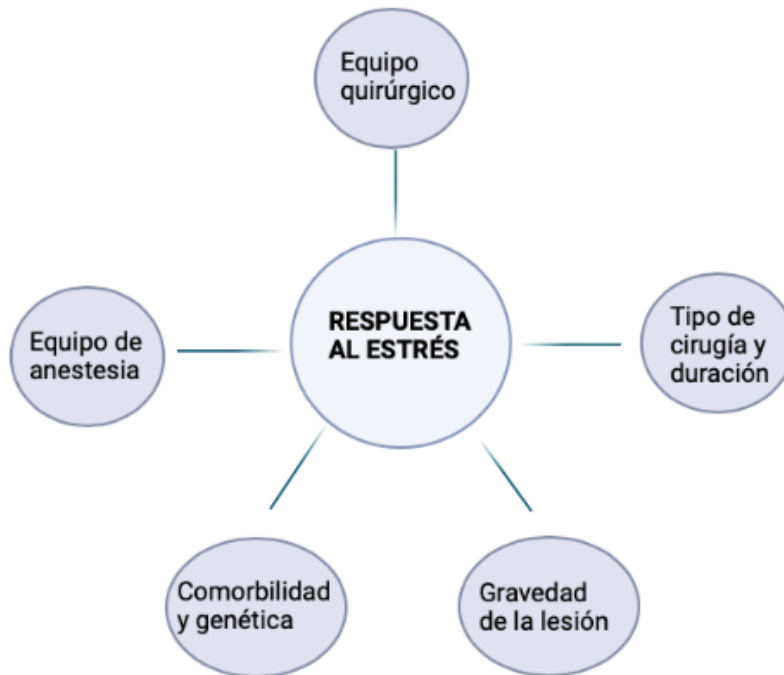 Equipo
quirúrgico
RESPUESTA
AL ESTRÉS
Tipo de
cirugía y
duración
Equipo de
anestesia
Comorbilidad
y genética
Gravedad
de la lesión